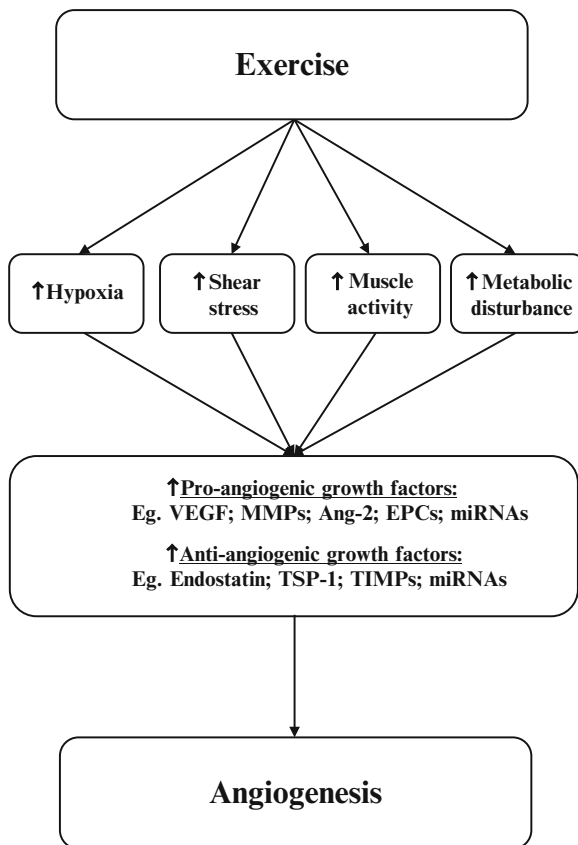 Exercise
↑Hypoxia
↑Shear
stress
↑Muscle
activity
↑Metabolic
disturbance
↑Pro-angiogenic growth factors:
Eg. VEGF; MMPs; Ang-2; EPCs; miRNAs
↑Anti-angiogenic growth factors:
Eg. Endostatin; TSP-1; TIMPs; miRNAs
Angiogenesis